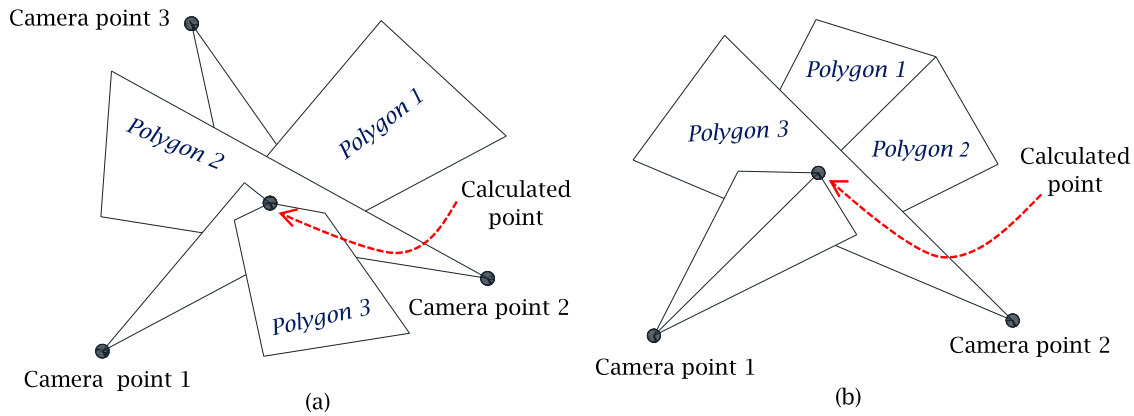 Camera point 3
Polygon 1
Polygon 2
Calculated
point
Camera point 2
Polygon 3
Camera point 1
(a)
Polygon 1
Polygon 3
Polygon 2
Calculated
point
Camera point 2
Camera point 1
(b)